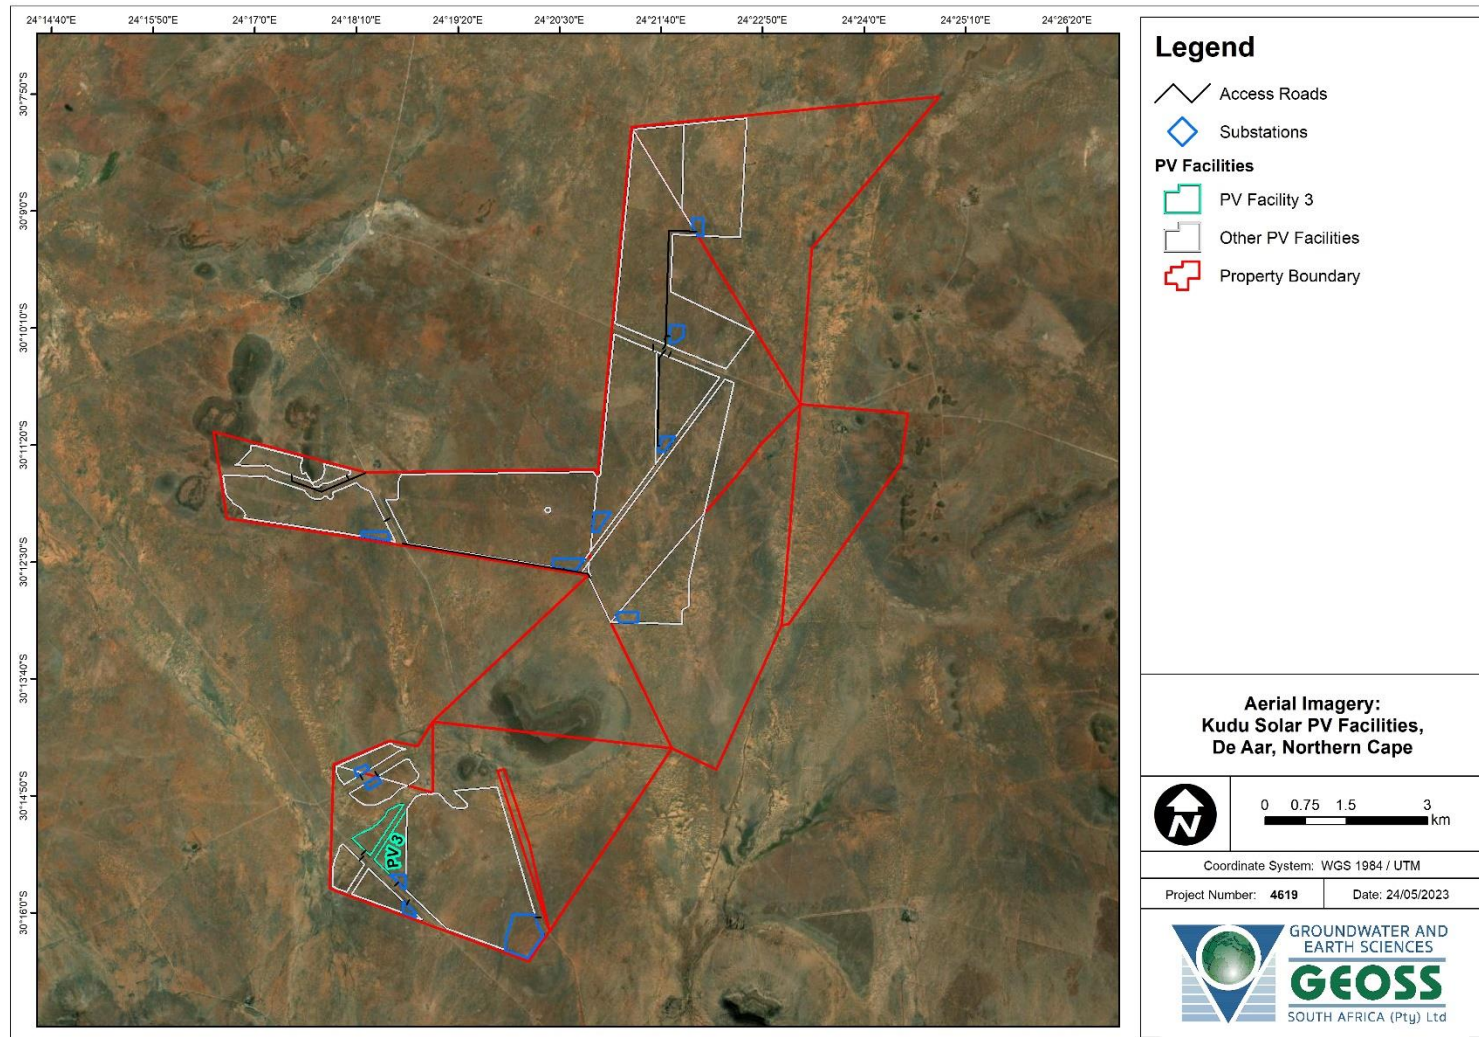 24°14'40"E 24°15'50"E 24°17'0"E 24°18'10"E 24°19'20"E 24°20'30"E 24°21'40"E 24°22'50"E 24°24'0"E 24°25'10"E 24°26'20"E
30°7'50"S
30°9'0"S
30°10'10"S
30°11'20"S
30°12'30"S
30°13'40"S
30°14'50"S
30°16'0"S
PV 3
Legend
Access Roads
Substations
PV Facilities
PV Facility 3
Other PV Facilities
Property Boundary
Aerial Imagery:
Kudu Solar PV Facilities,
De Aar, Northern Cape
N
0 0.75 1.5 3
km
Coordinate System: WGS 1984 / UTM
Project Number: 4619 Date: 24/05/2023
GROUNDWATER AND
EARTH SCIENCES
GEOSS
SOUTH AFRICA (Pty) Ltd